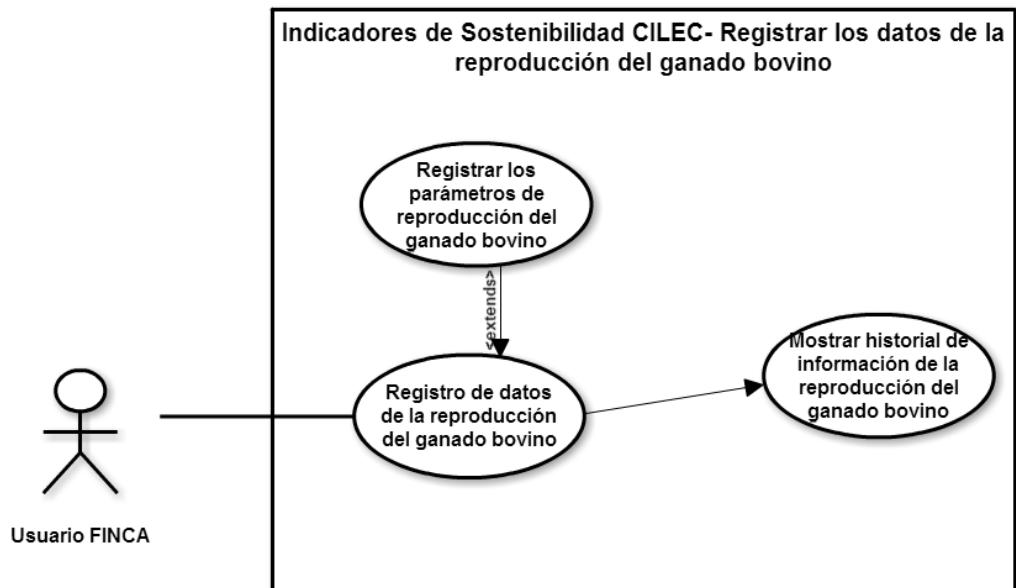 Indicadores de Sostenibilidad CILEC- Registrar los datos de la
reproducción del ganado bovino
Registrar los
parámetros de
reproducción del
ganado bovino
<extends>
Mostrar historial de
información de la
reproducción del
ganado bovino
Registro de datos
de la reproducción
del ganado bovino
Usuario FINCA